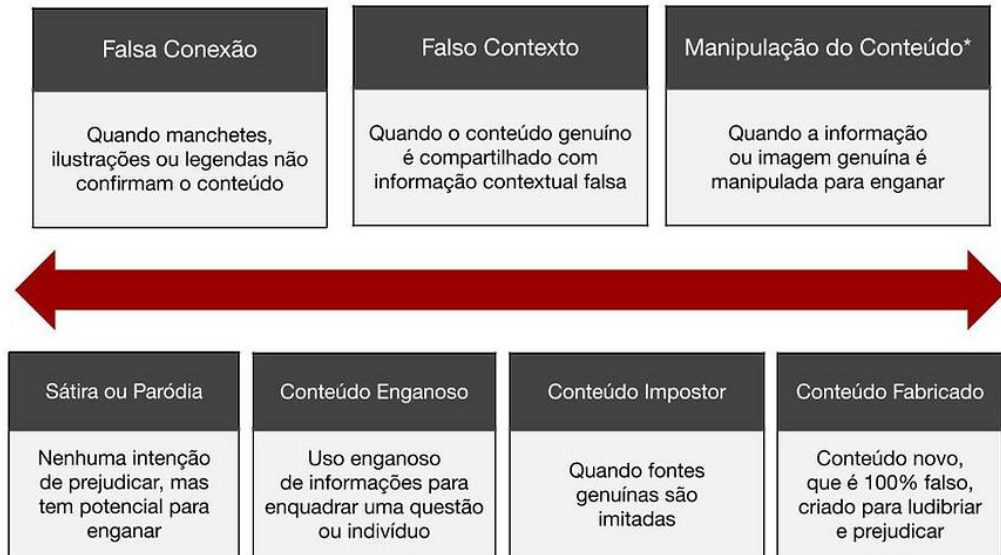 Falsa Conexão
Quando manchetes,
ilustrações ou legendas não
confirmam o conteúdo
Falso Contexto
Quando o conteúdo genuíno
é compartilhado com
informação contextual falsa
Manipulação do Conteúdo*
Quando a informação
ou imagem genuína é
manipulada para enganar
Sátira ou Paródia
Nenhuma intenção
de prejudicar, mas
tem potencial para
enganar
Conteúdo Enganoso
Uso enganoso
de informações para
enquadrar uma questão
ou indivíduo
Conteúdo Impostor
Quando fontes
genuínas são
imitadas
Conteúdo Fabricado
Conteúdo novo,
que é 100% falso,
criado para ludibriar
e prejudicar